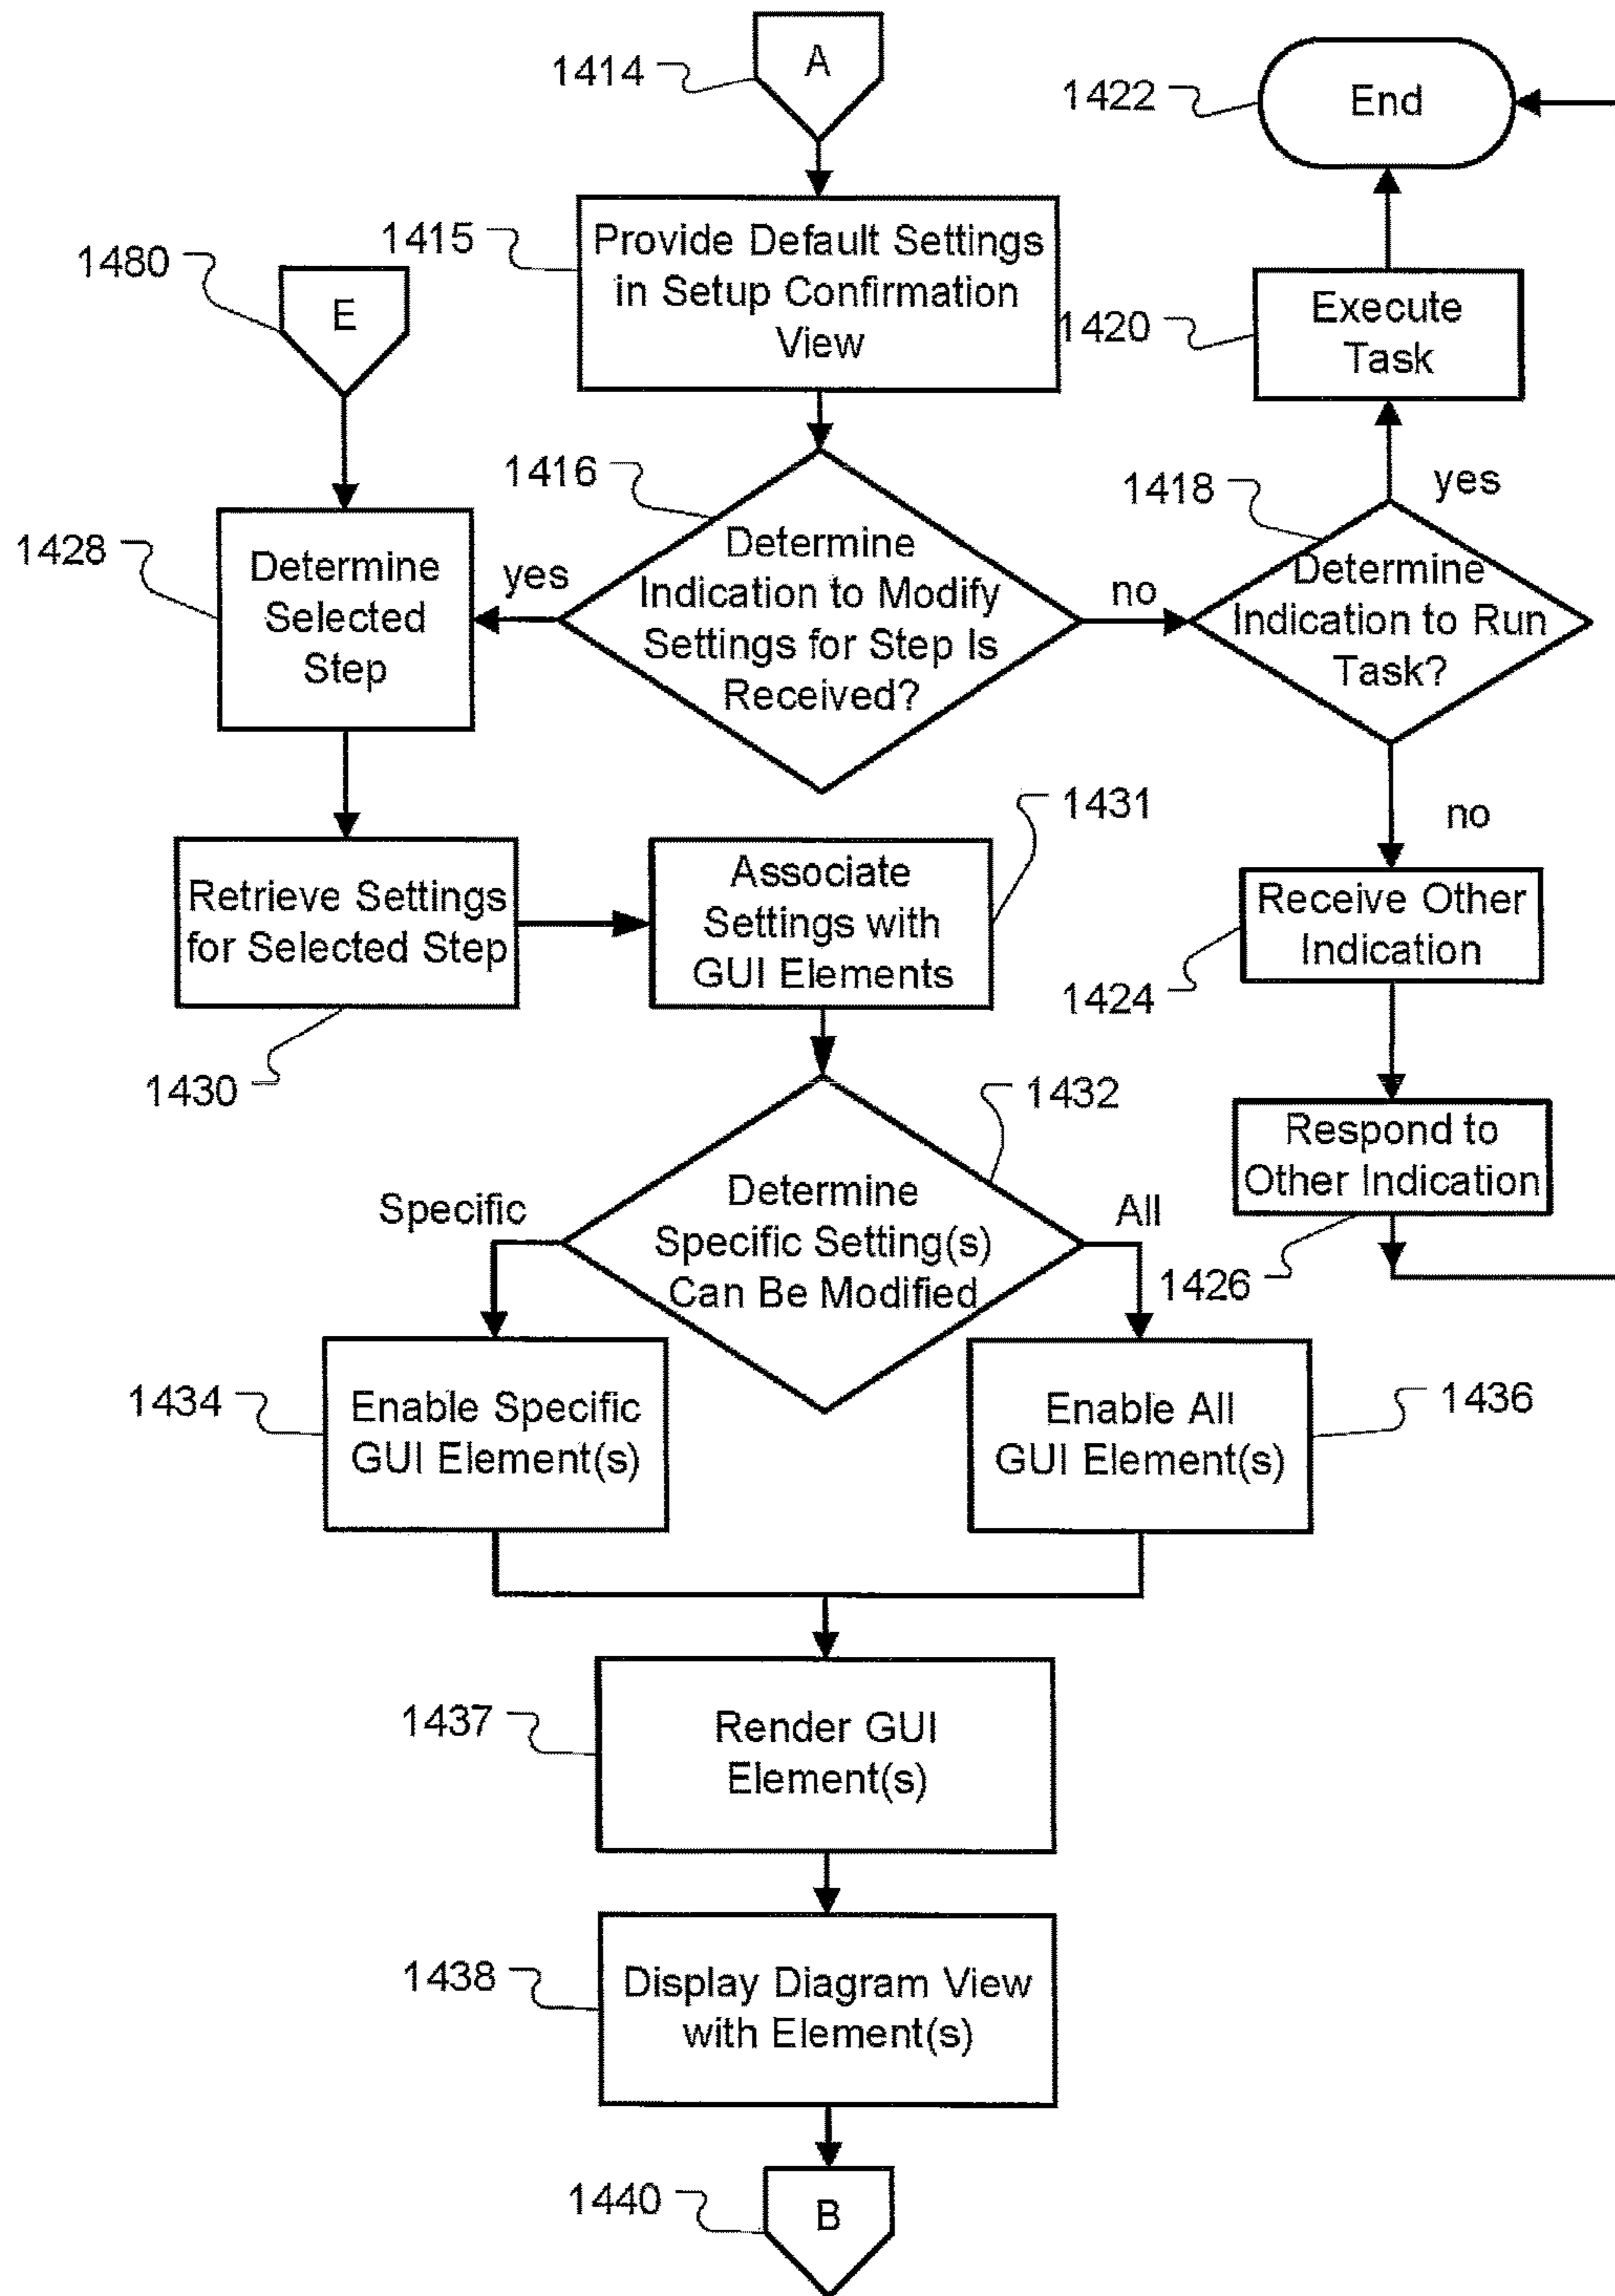 A
1414
End
1422
Provide Default Settings
in Setup Confirmation
View
1415
E
1480
Execute
Task
1420
1416
Determine
Indication to Modify
Settings for Step Is
Received?
yes
no
1418
Determine
Indication to Run
Task?
yes
no
1428
Determine
Selected
Step
Retrieve Settings
for Selected Step
1430
Associate
Settings with
GUI Elements
1431
Receive Other
Indication
1424
Respond to
Other Indication
1426
1432
Determine
Specific Setting(s)
Can Be Modified
Specific
All
1434
Enable Specific
GUI Element(s)
Enable All
GUI Element(s)
1436
1437
Render GUI
Element(s)
1438
Display Diagram View
with Element(s)
1440
B